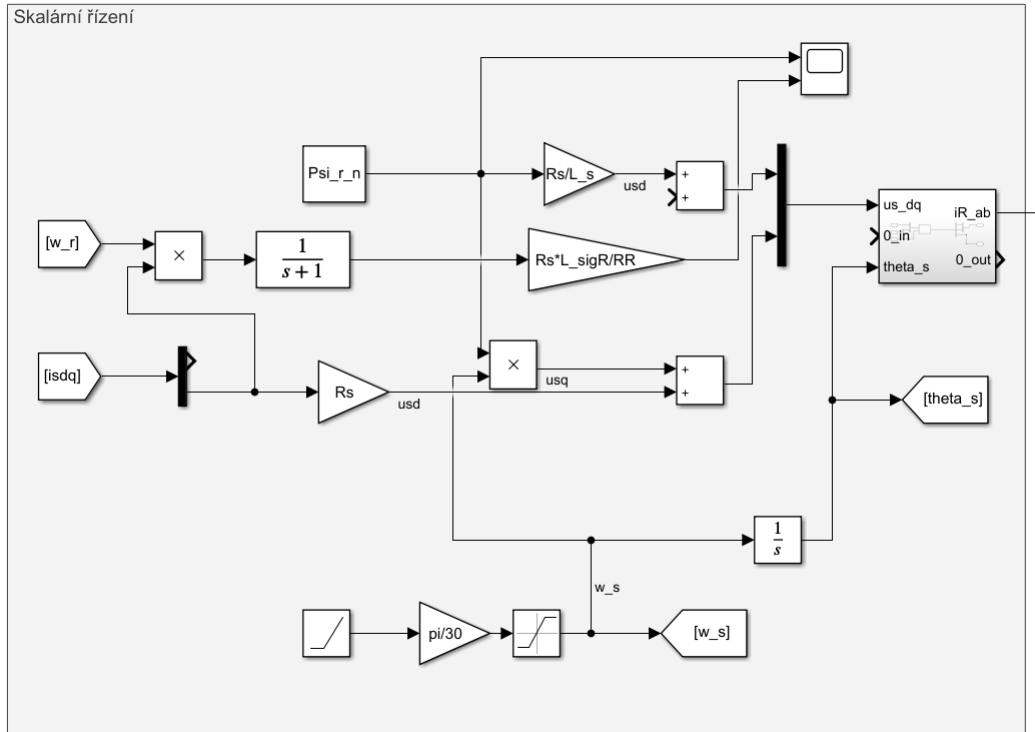 Skalární řízení
Psi_r_n
Rs/L_s
usd
+
+
[w_r]
×
1
s + 1
Rs*L_sigR/RR
us_dq
iR_ab
0_in
0_out
theta_s
[isdq]
Rs
usd
×
usq
+
+
[theta_s]
1
s
w_s
pi/30
[w_s]